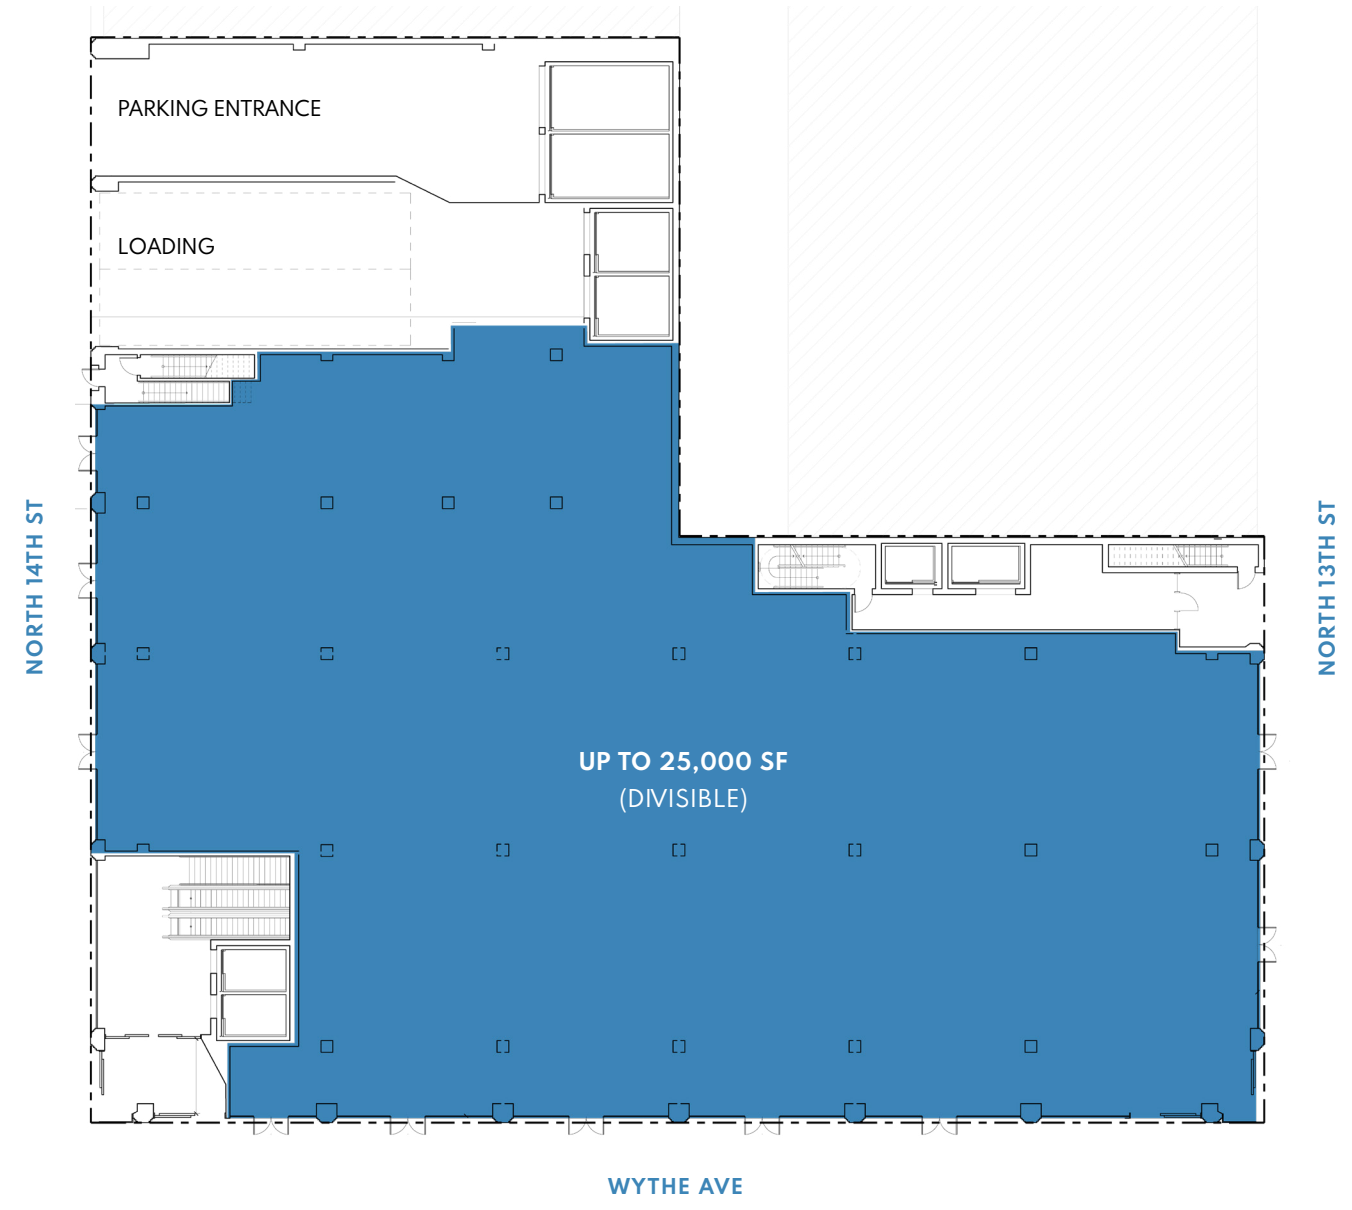 PARKING ENTRANCE
LOADING
NORTH 14TH ST
NORTH 13TH ST
UP TO 25,000 SF
(DIVISIBLE)
WYTHE AVE